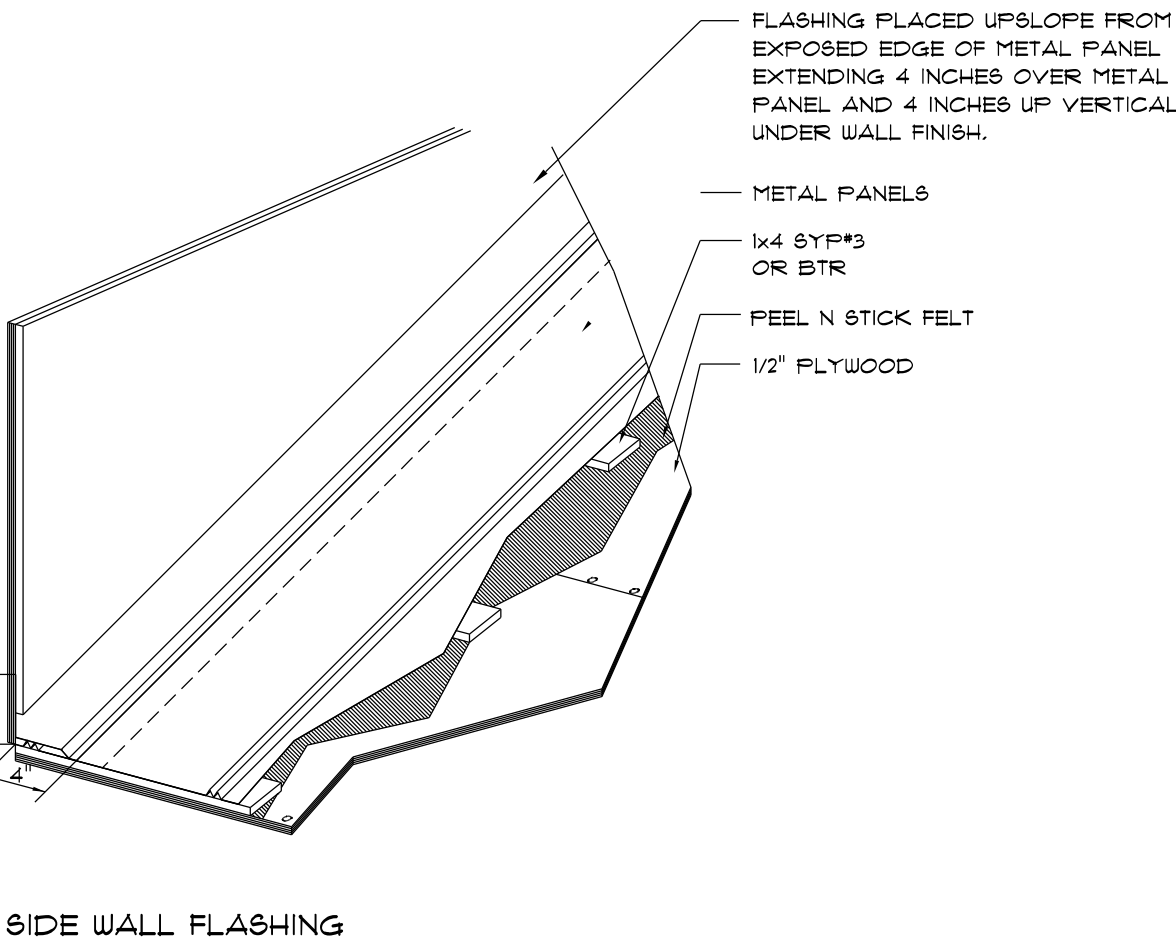 FLASHING PLACED UPSLOPE FROM
EXPOSED EDGE OF METAL PANEL
EXTENDING 4 INCHES OVER METAL
PANEL AND 4 INCHES UP VERTICAL
UNDER WALL FINISH.
METAL PANELS
1x4 SYP#3
OR BTR
PEEL N STICK FELT
1/2" PLYWOOD
4"
SIDE WALL FLASHING